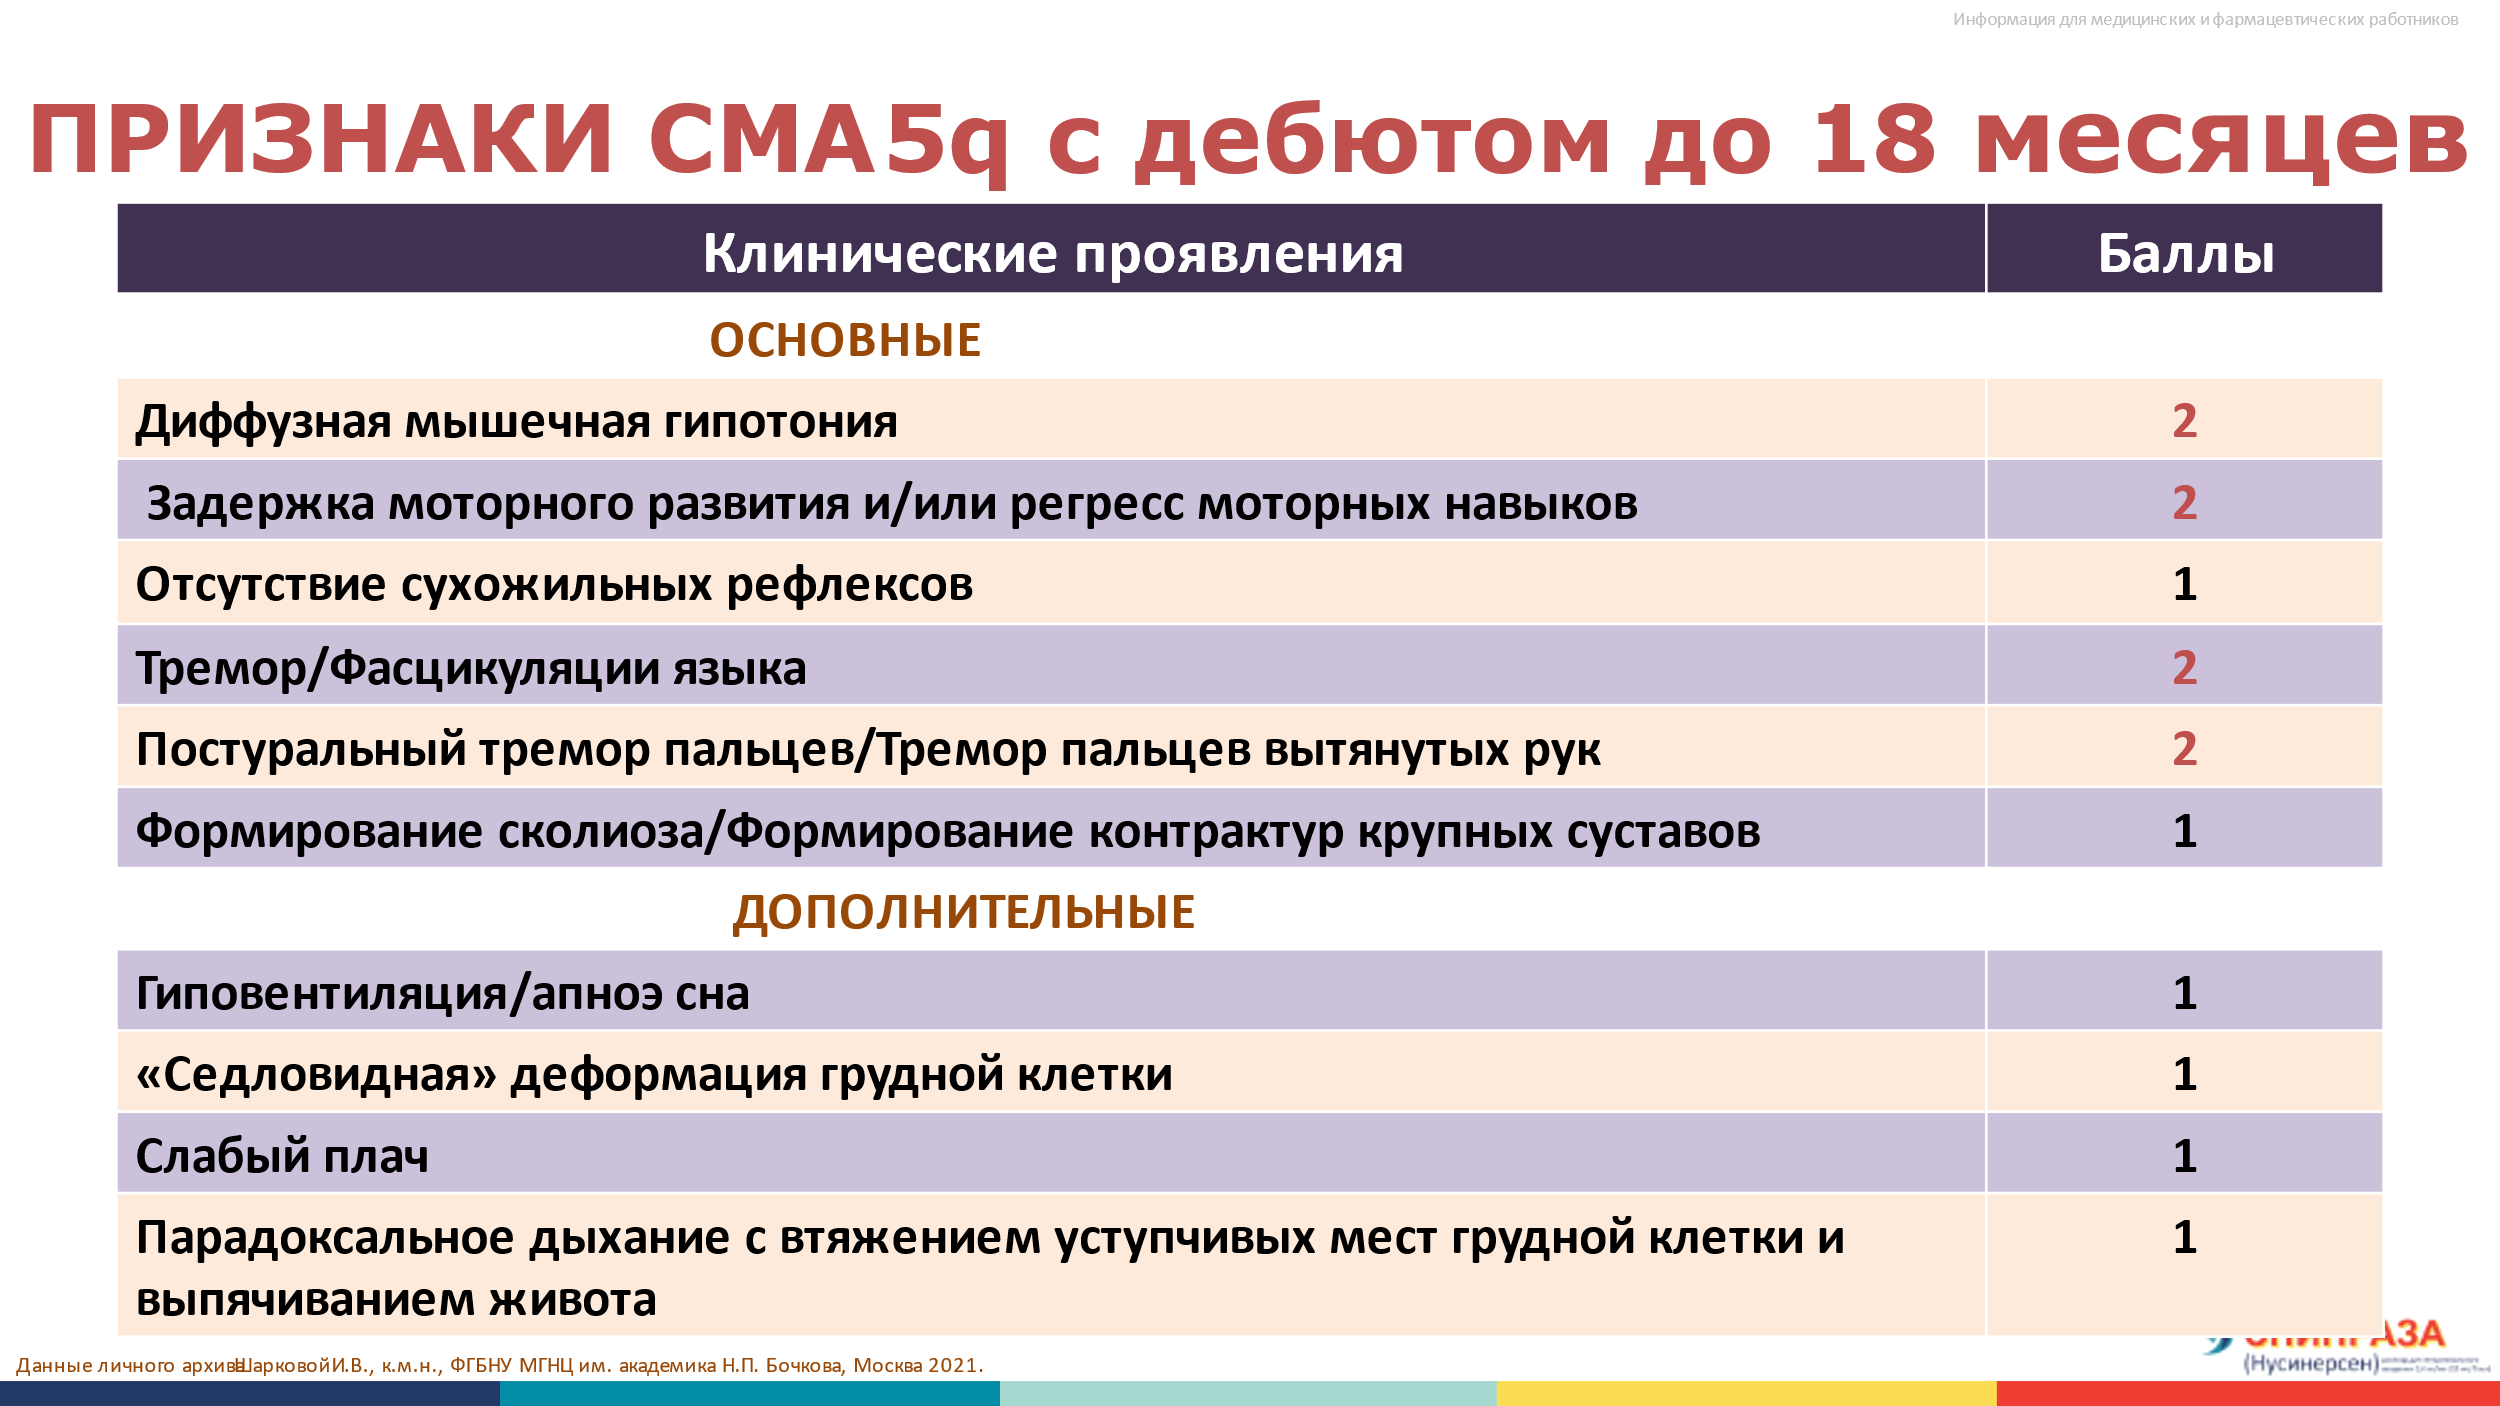 Информация для медицинских и фармацевтических работников
ПРИЗНАКИ СМА5q с дебютом до 18 месяцев
Клинические проявления Баллы
ОСНОВНЫЕ
Диффузная мышечная гипотония 2
Задержка моторного развития и/или регресс моторных навыков 2
Отсутствие сухожильных рефлексов 1
Тремор/Фасцикуляции языка 2
Постуральный тремор пальцев/Тремор пальцев вытянутых рук 2
Формирование сколиоза/Формирование контрактур крупных суставов 1
ДОПОЛНИТЕЛЬНЫЕ
Гиповентиляция/апноэ сна 1
«Седловидная» деформация грудной клетки 1
Слабый плач 1
Парадоксальное дыхание с втяжением уступчивых мест грудной клетки и 1
выпячиванием живота
СПИНРАЗА
(Нусинерсен)
Данные личного архива Шарковой И.В., к.м.н., ФГБНУ МГНЦ им. академика Н.П. Бочкова, Москва 2021.